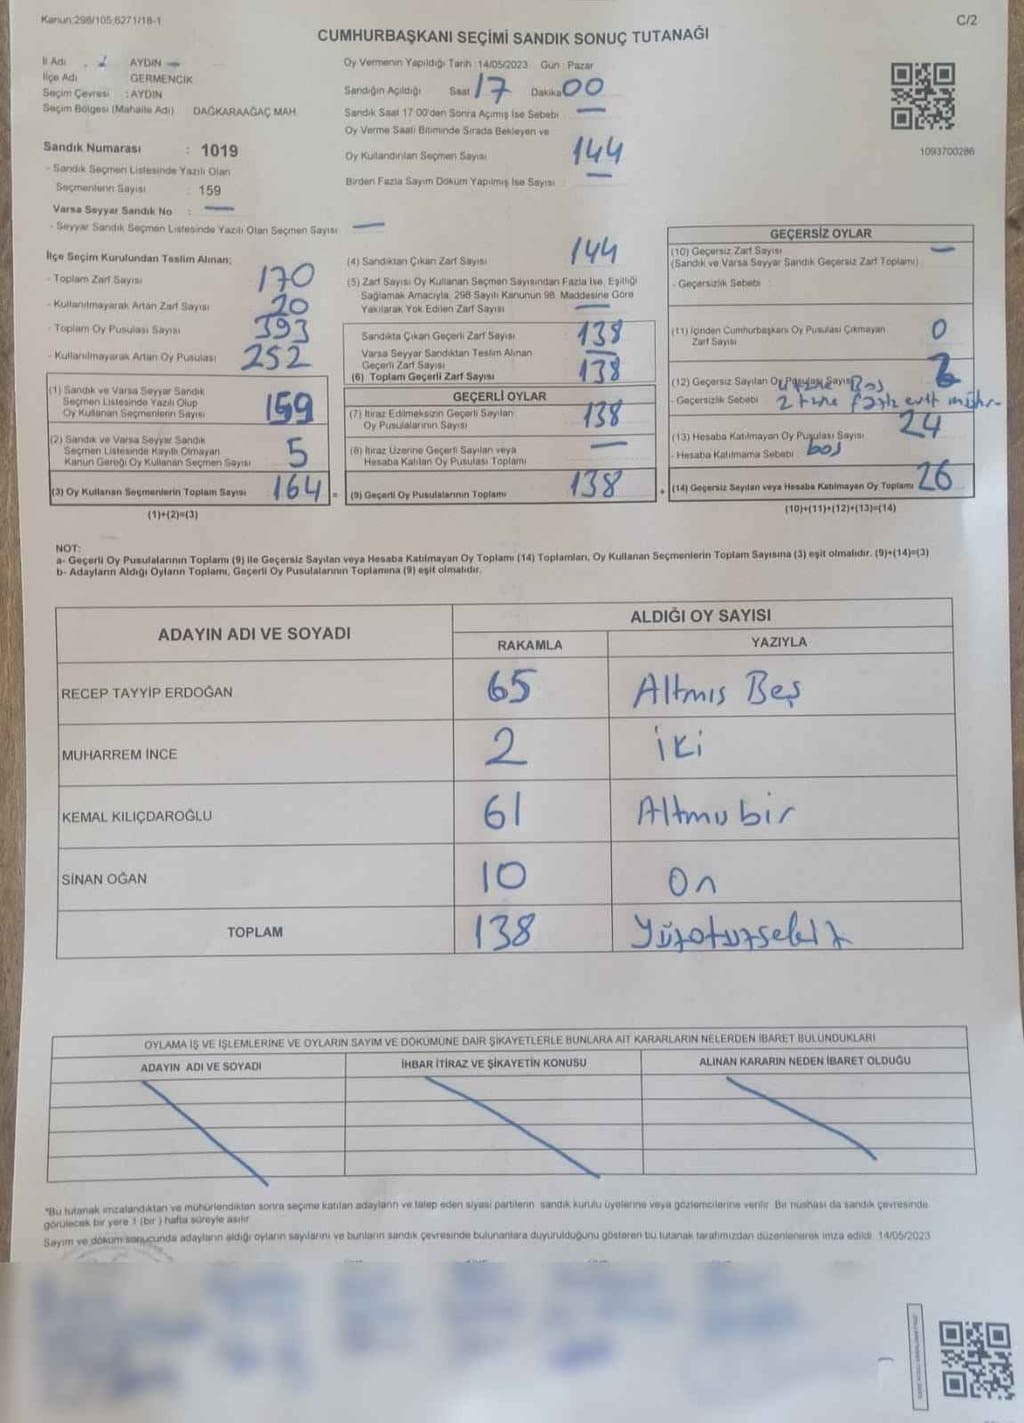 Kanun:298/105,6271/18-1
C/2
CUMHURBAŞKANI SEÇİMİ SANDIK SONUÇ TUTANAĞI
İl Adı : AYDIN
İlçe Adı GERMENCİK
Seçim Çevresi : AYDIN
Seçim Bölgesi (Mahalle Adı) DAĞKARAAĞAÇ MAH.
Sandık Numarası : 1019
- Sandık Seçmen Listesinde Yazılı Olan
Seçmenlerin Sayısı : 159
Varsa Seyyar Sandık No : —
- Seyyar Sandık Seçmen Listesinde Yazılı Olan Seçmen Sayısı —
Oy Vermenin Yapıldığı Tarih :14/05/2023 Gün : Pazar
Sandığın Açıldığı Saat 17 Dakika 00
Sandık Saat 17:00'den Sonra Açılmış İse Sebebi —
Oy Verme Saati Bitiminde Sırada Bekleyen ve
Oy Kullandırılan Seçmen Sayısı 144
Birden Fazla Sayım Döküm Yapılmış İse Sayısı : —
1093700286
İlçe Seçim Kurulundan Teslim Alınan;
- Toplam Zarf Sayısı 170
- Kullanılmayarak Artan Zarf Sayısı 20
- Toplam Oy Pusulası Sayısı 393
- Kullanılmayarak Artan Oy Pusulası 252
(1) Sandık ve Varsa Seyyar Sandık
Seçmen Listesinde Yazılı Olup
Oy Kullanan Seçmenlerin Sayısı 159
(2) Sandık ve Varsa Seyyar Sandık
Seçmen Listesinde Kayıtlı Olmayan
Kanun Gereği Oy Kullanan Seçmen Sayısı 5
(3) Oy Kullanan Seçmenlerin Toplam Sayısı 164 =
(1)+(2)=(3)
(4) Sandıktan Çıkan Zarf Sayısı 144
(5) Zarf Sayısı Oy Kullanan Seçmen Sayısından Fazla İse, Eşitliği
Sağlamak Amacıyla, 298 Sayılı Kanunun 98. Maddesine Göre
Yakılarak Yok Edilen Zarf Sayısı —
Sandıkta Çıkan Geçerli Zarf Sayısı 138
Varsa Seyyar Sandıktan Teslim Alınan
Geçerli Zarf Sayısı —
(6) Toplam Geçerli Zarf Sayısı 138
GEÇERLİ OYLAR
(7) İtiraz Edilmeksizin Geçerli Sayılan
Oy Pusulalarının Sayısı 138
(8) İtiraz Üzerine Geçerli Sayılan veya
Hesaba Katılan Oy Pusulası Toplamı —
(9) Geçerli Oy Pusulalarının Toplamı 138 +
GEÇERSİZ OYLAR
(10) Geçersiz Zarf Sayısı —
(Sandık ve Varsa Seyyar Sandık Geçersiz Zarf Toplamı)
- Geçersizlik Sebebi :
(11) İçinden Cumhurbaşkanı Oy Pusulası Çıkmayan
Zarf Sayısı 0
(12) Geçersiz Sayılan Oy Pusulası Sayısı 2
- Geçersizlik Sebebi 2 tane
(13) Hesaba Katılmayan Oy Pusulası Sayısı 24
- Hesaba Katılmama Sebebi : boş
(14) Geçersiz Sayılan veya Hesaba Katılmayan Oy Toplamı 26
(10)+(11)+(12)+(13)=(14)
NOT:
a- Geçerli Oy Pusulalarının Toplamı (9) ile Geçersiz Sayılan veya Hesaba Katılmayan Oy Toplamı (14) Toplamları, Oy Kullanan Seçmenlerin Toplam Sayısına (3) eşit olmalıdır. (9)+(14)=(3)
b- Adayların Aldığı Oyların Toplamı, Geçerli Oy Pusulalarının Toplamına (9) eşit olmalıdır.
ADAYIN ADI VE SOYADI
ALDIĞI OY SAYISI
RAKAMLA YAZIYLA
RECEP TAYYİP ERDOĞAN 65 Altmış Beş
MUHARREM İNCE 2 iki
KEMAL KILIÇDAROĞLU 61 Altmışbir
SİNAN OĞAN 10 On
TOPLAM 138 Yüzotuzsekiz
OYLAMA İŞ VE İŞLEMLERİNE VE OYLARIN SAYIM VE DÖKÜMÜNE DAİR ŞİKAYETLERLE BUNLARA AİT KARARLARIN NELERDEN İBARET BULUNDUKLARI
ADAYIN ADI VE SOYADI İHBAR İTİRAZ VE ŞİKAYETİN KONUSU ALINAN KARARIN NEDEN İBARET OLDUĞU
*Bu tutanak imzalandıktan ve mühürlendikten sonra seçime katılan adayların ve talep eden siyasi partilerin sandık kurulu üyelerine veya gözlemcilerine verilir. Bir nüshası da sandık çevresinde
görülecek bir yere 1 (bir) hafta süreyle asılır.
Sayım ve döküm sonucunda adayların aldığı oyların sayılarını ve bunların sandık çevresinde bulunanlara duyurulduğunu gösteren bu tutanak tarafımızdan düzenlenerek imza edildi. 14/05/2023